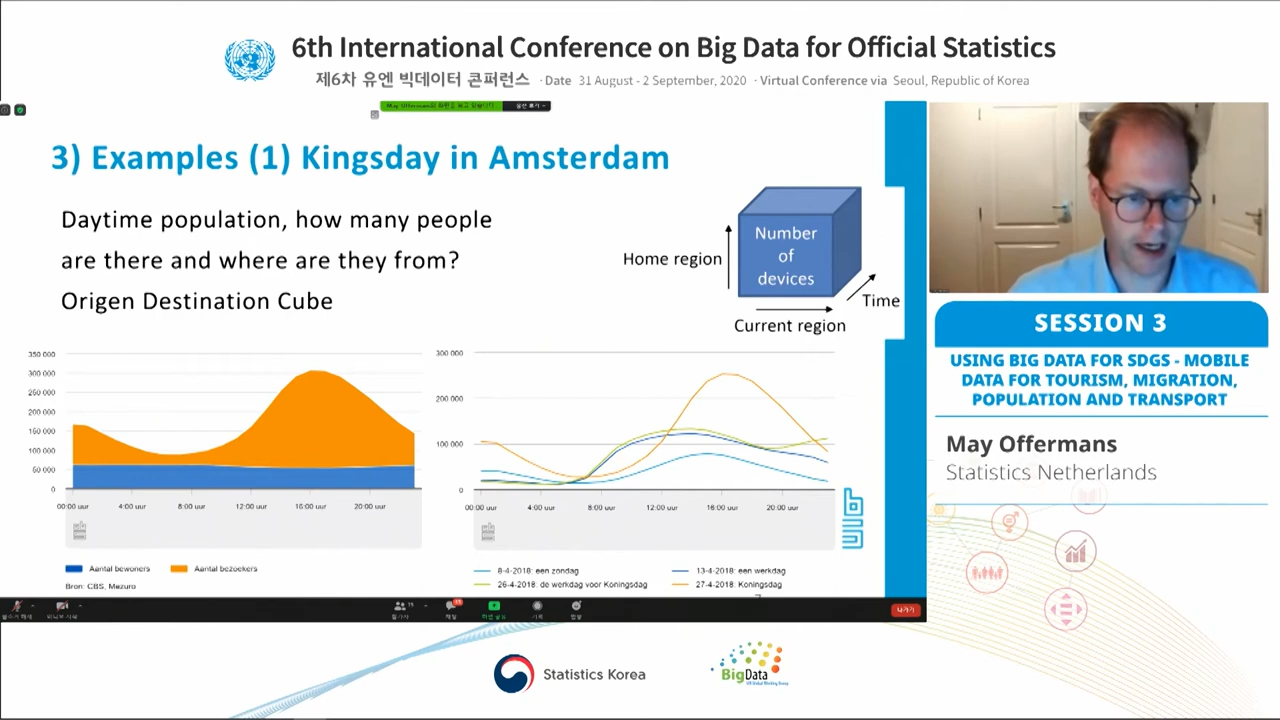 6th International Conference on Big Data for Official Statistics
제6차 유엔 빅데이터 콘퍼런스 · Date 31 August - 2 September, 2020 · Virtual Conference via Seoul, Republic of Korea
3) Examples (1) Kingsday in Amsterdam
Daytime population, how many people
are there and where are they from?
Origen Destination Cube
Number
of
devices
Home region
Time
Current region
350 000
300 000
250 000
200 000
150 000
100 000
50 000
0
00:00 uur 4:00 uur 8:00 uur 12:00 uur 16:00 uur 20:00 uur
Aantal bewoners Aantal bezoekers
Bron: CBS, Mezuro
300 000
200 000
100 000
0
00:00 uur 4:00 uur 8:00 uur 12:00 uur 16:00 uur 20:00 uur
8-4-2018: een zondag 13-4-2018: een werkdag
26-4-2018: de werkdag voor Koningsdag 27-4-2018: Koningsdag
나가기
SESSION 3
USING BIG DATA FOR SDGS - MOBILE
DATA FOR TOURISM, MIGRATION,
POPULATION AND TRANSPORT
May Offermans
Statistics Netherlands
Statistics Korea
BigData